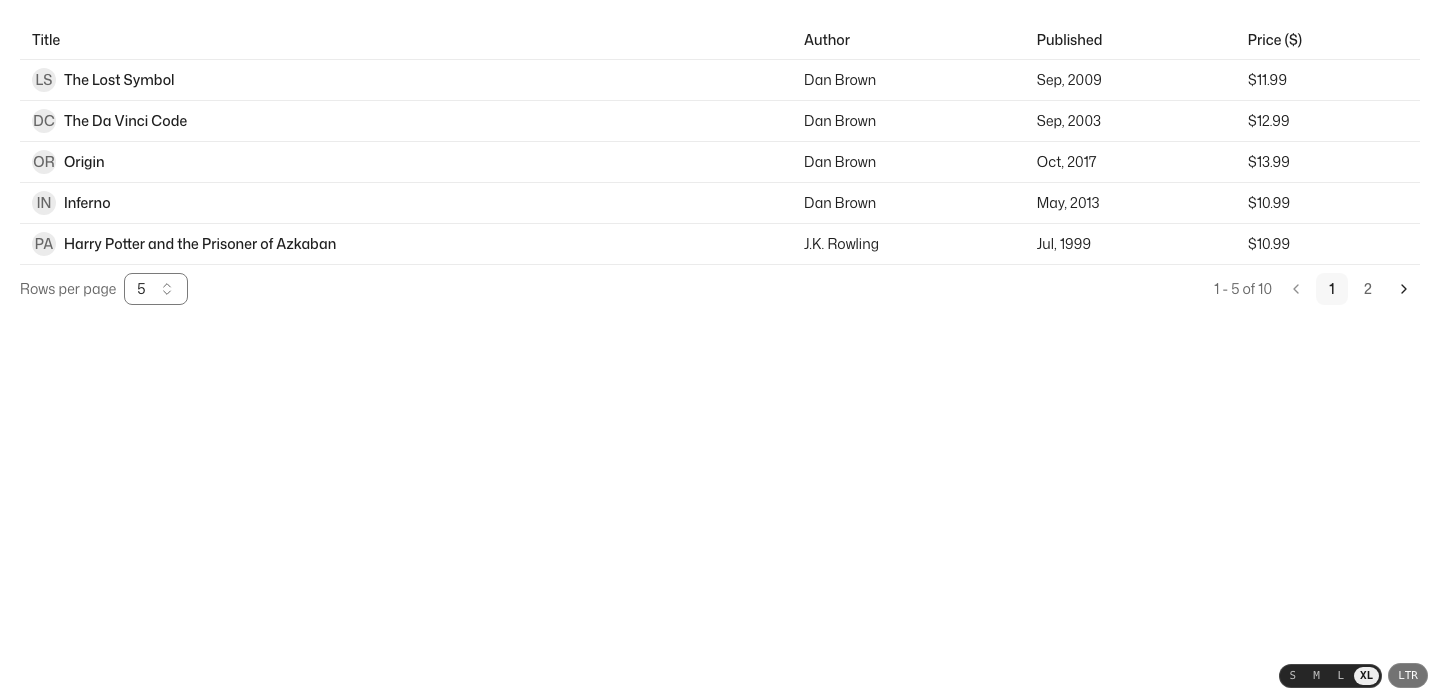 Title Author Published Price ($)
LS The Lost Symbol Dan Brown Sep, 2009 $11.99
DC The Da Vinci Code Dan Brown Sep, 2003 $12.99
OR Origin Dan Brown Oct, 2017 $13.99
IN Inferno Dan Brown May, 2013 $10.99
PA Harry Potter and the Prisoner of Azkaban J.K. Rowling Jul, 1999 $10.99
Rows per page 5 1 - 5 of 10 1 2
S M L XL LTR